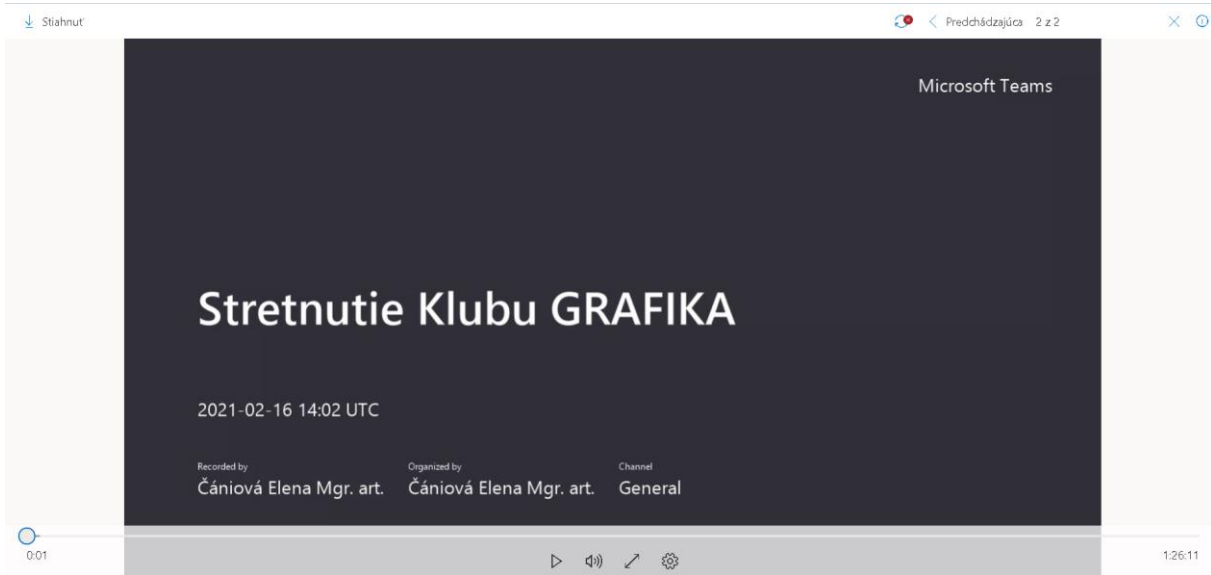 Stiahnuť
Predchádzajúca 2 z 2
Microsoft Teams
Stretnutie Klubu GRAFIKA
2021-02-16 14:02 UTC
Recorded by Organized by Channel
Čániová Elena Mgr. art. Čániová Elena Mgr. art. General
0:01 1:26:11